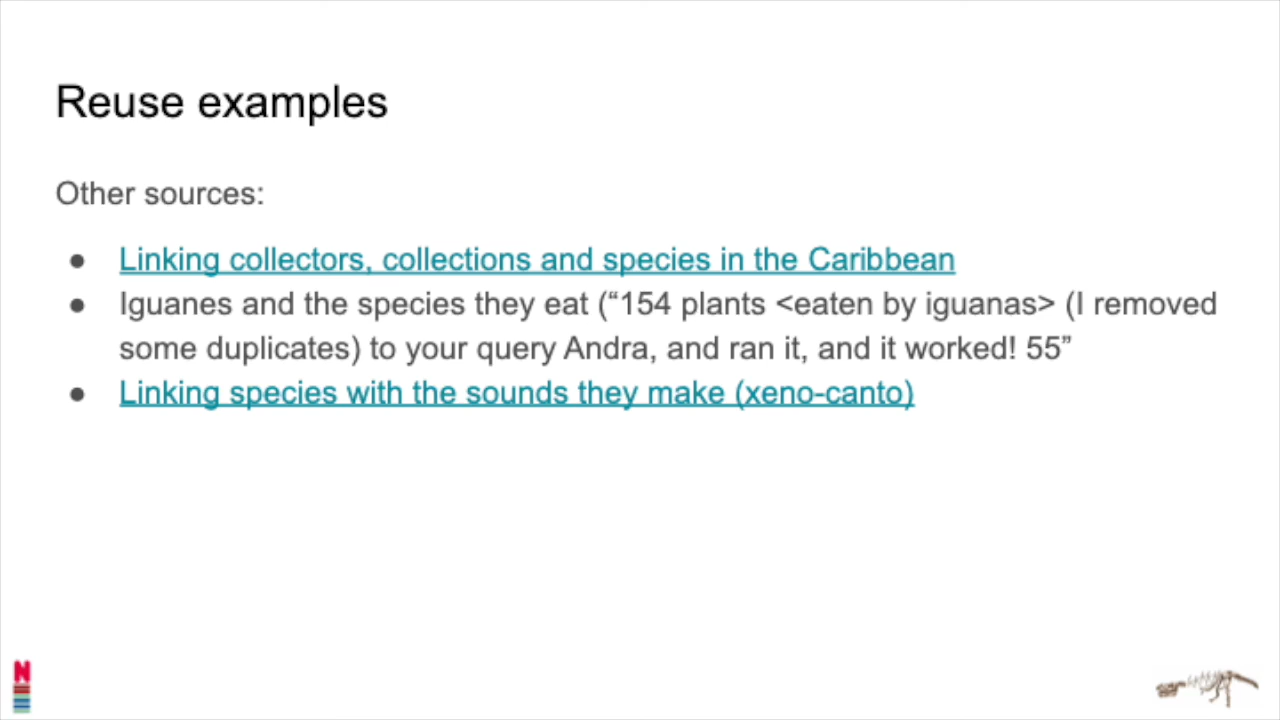 Reuse examples
Other sources:
● Linking collectors, collections and species in the Caribbean
● Iguanes and the species they eat (“154 plants <eaten by iguanas> (I removed
some duplicates) to your query Andra, and ran it, and it worked! 55”
● Linking species with the sounds they make (xeno-canto)
N